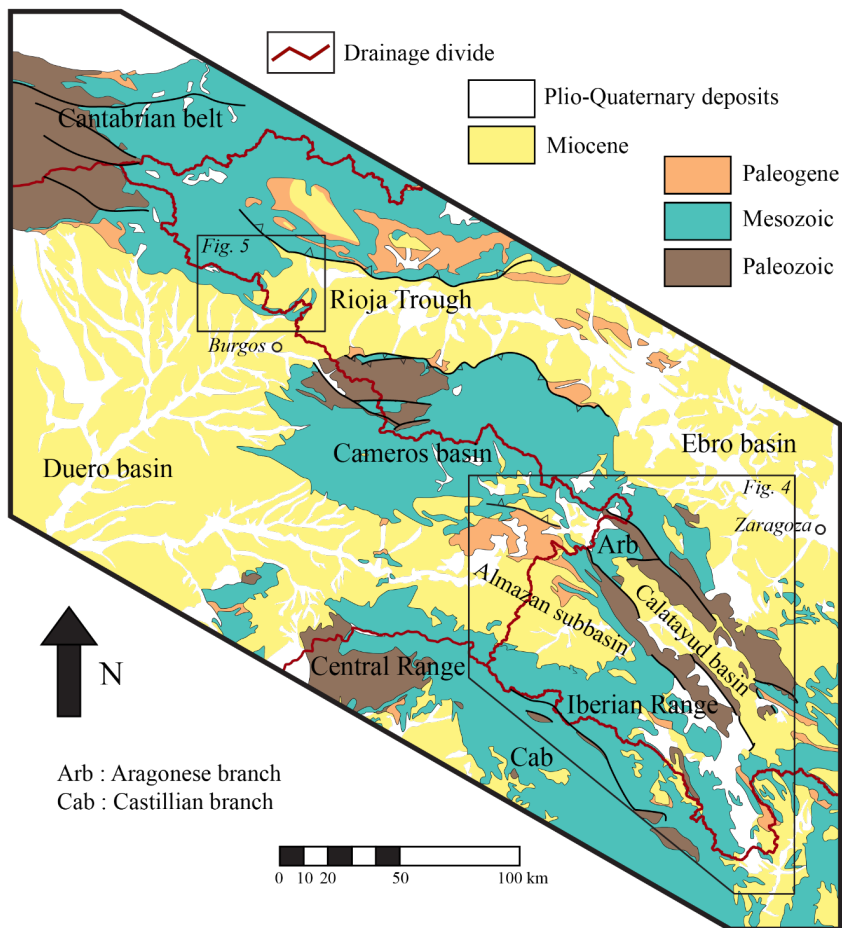 Drainage divide
Plio-Quaternary deposits
Miocene
Paleogene
Mesozoic
Paleozoic
Cantabrian belt
Fig. 5
Rioja Trough
Burgos
Duero basin
Cameros basin
Ebro basin
Fig. 4
Zaragoza
Arb
Almazan subbasin
Calatayud basin
Central Range
Iberian Range
Cab
N
Arb : Aragonese branch
Cab : Castillian branch
0 10 20 50 100 km